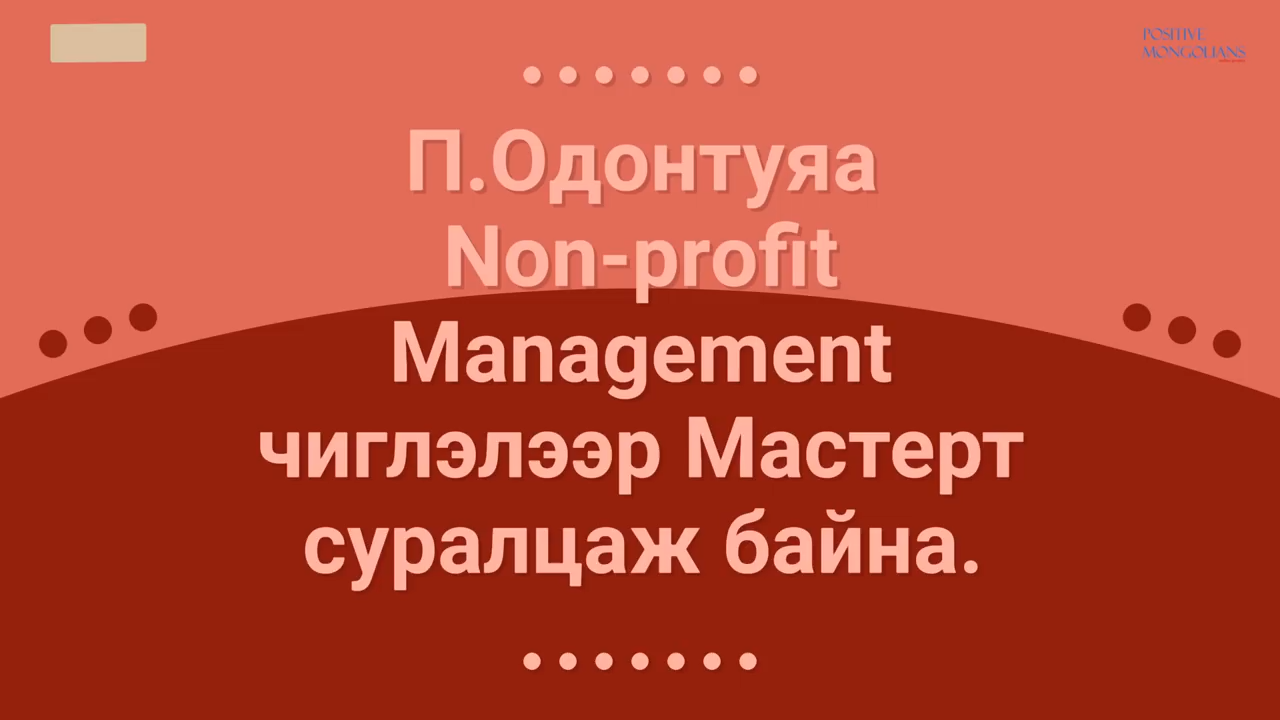 POSITIVE
MONGOLIANS
П.Одонтуяа
Non-profit
Management
чиглэлээр Мастерт
суралцаж байна.